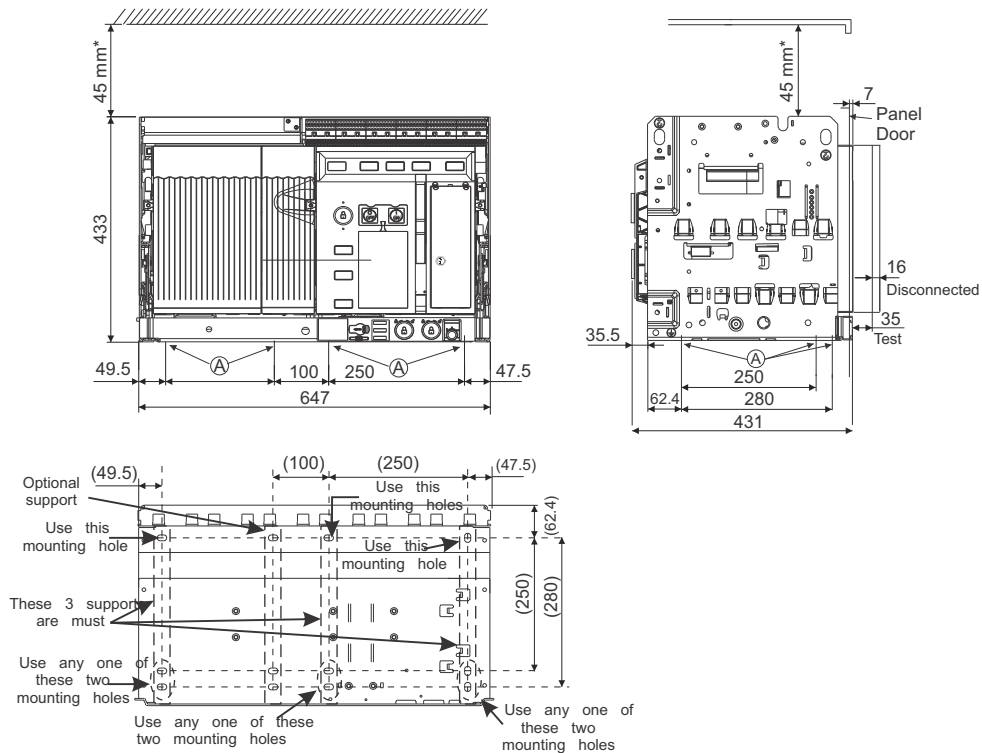 45 mm*
433
A
A
49.5
100
250
47.5
647
45 mm*
7
Panel
Door
16
Disconnected
35
Test
35.5
A
250
62.4
280
431
(49.5)
(100)
(250)
(47.5)
Optional
support
Use this
mounting holes
Use this
mounting hole
Use this
mounting hole
(62.4)
(250)
(280)
These 3 support
are must
Use any one of
these two
mounting holes
Use any one of these
two mounting holes
Use any one of
these two
mounting holes